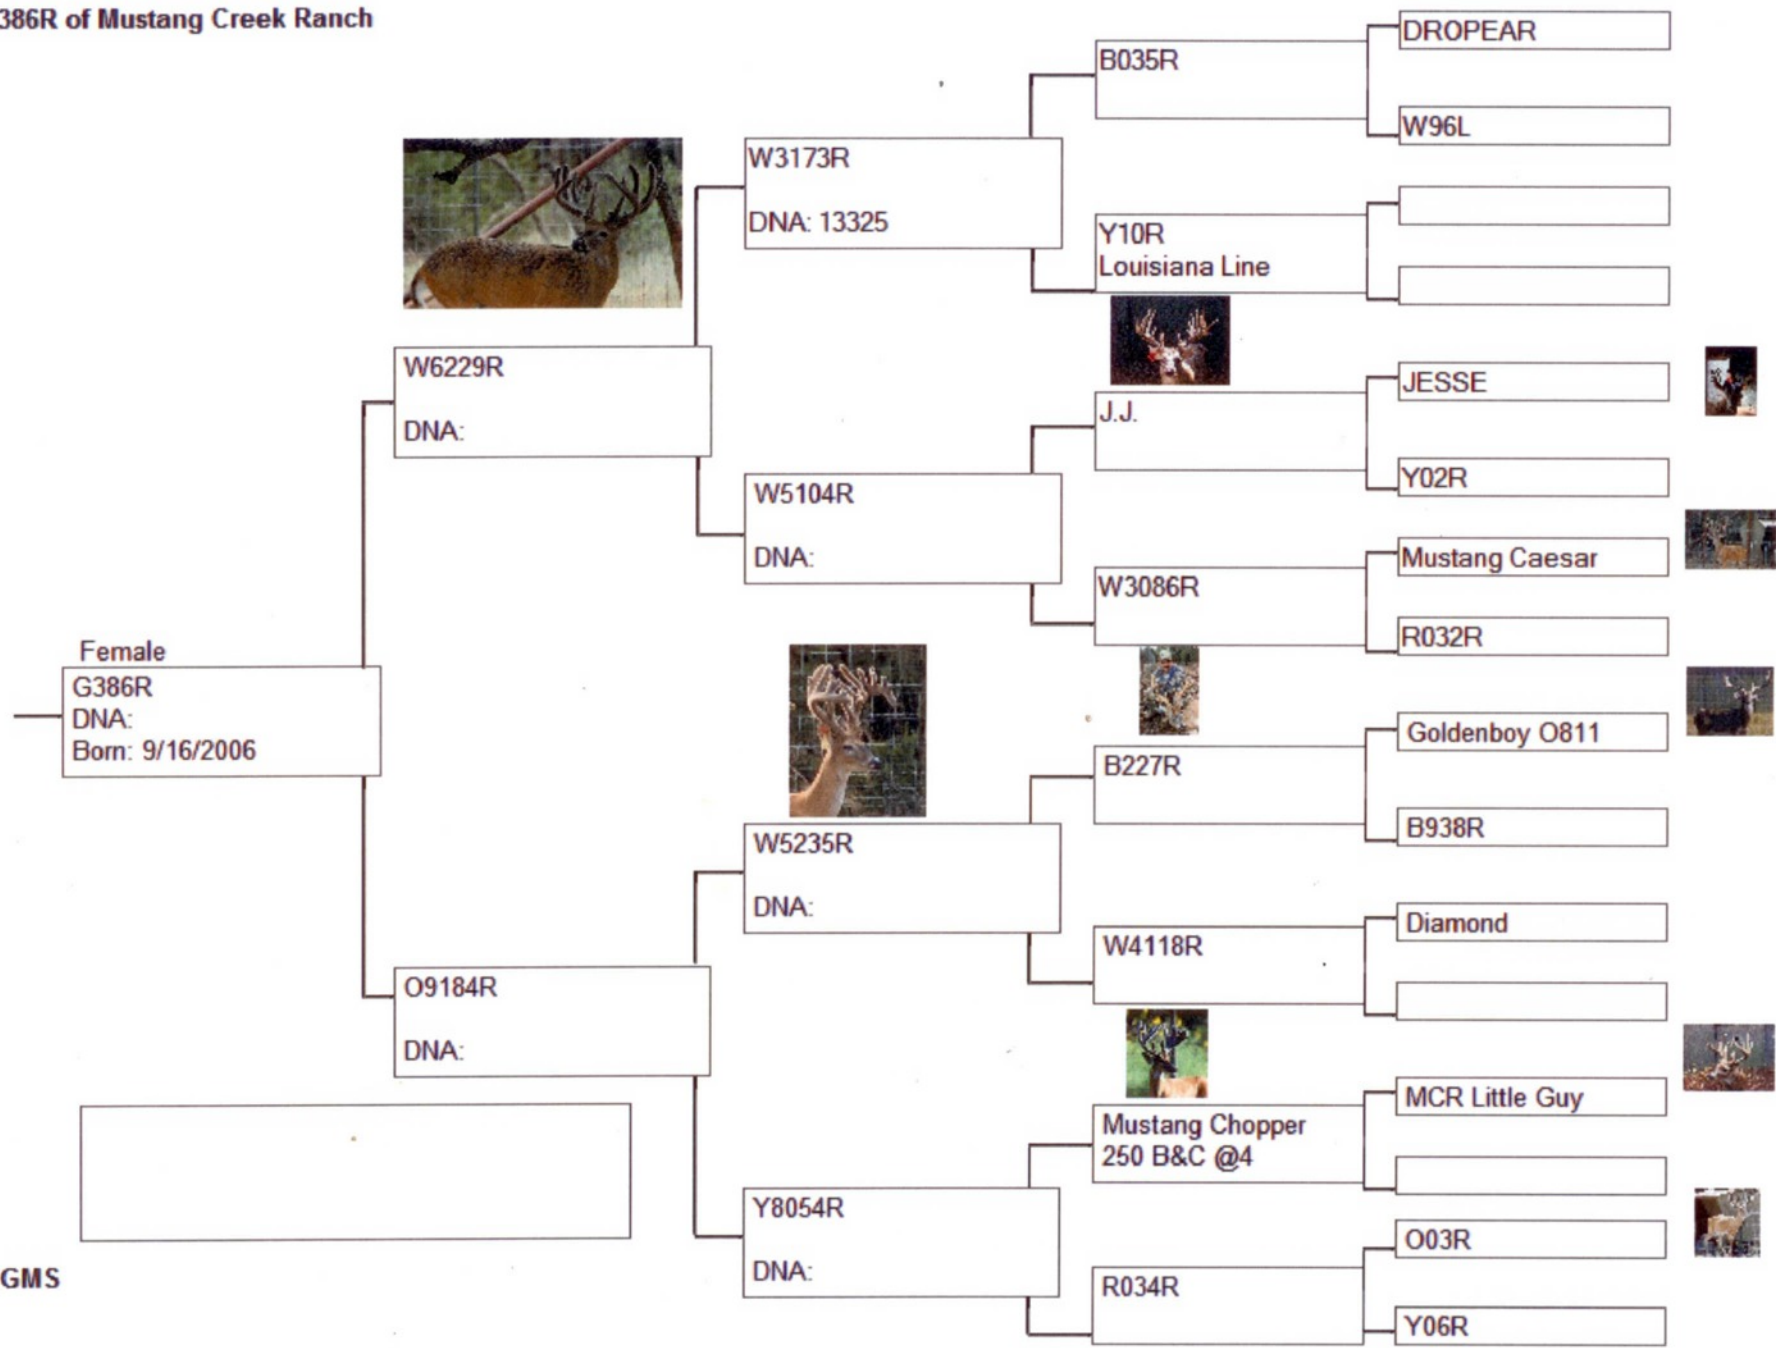 386R of Mustang Creek Ranch
Female
G386R
DNA:
Born: 9/16/2006
W6229R
DNA:
O9184R
DNA:
W3173R
DNA: 13325
W5104R
DNA:
W5235R
DNA:
Y8054R
DNA:
B035R
Y10R
Louisiana Line
J.J.
W3086R
B227R
W4118R
Mustang Chopper
250 B&C @4
R034R
DROPEAR
W96L
JESSE
Y02R
Mustang Caesar
R032R
Goldenboy O811
B938R
Diamond
MCR Little Guy
O03R
Y06R
GMS